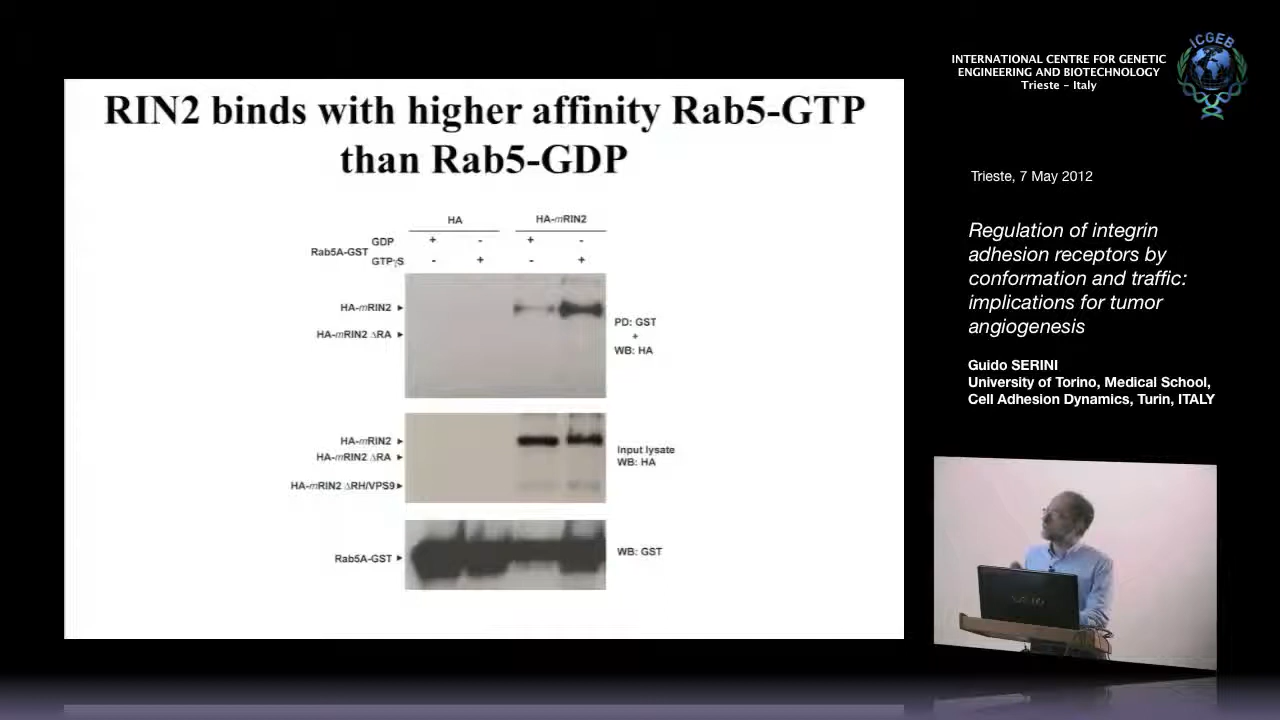 RIN2 binds with higher affinity Rab5-GTP
than Rab5-GDP
HA HA-mRIN2
Rab5A-GST
GDP + - + -
GTPγS - + - +
HA-mRIN2
HA-mRIN2 ΔRA
PD: GST
+
WB: HA
HA-mRIN2
HA-mRIN2 ΔRA
HA-mRIN2 ΔRH/VPS9
Input lysate
WB: HA
Rab5A-GST
WB: GST
INTERNATIONAL CENTRE FOR GENETIC
ENGINEERING AND BIOTECHNOLOGY
Trieste - Italy
ICGEB
Trieste, 7 May 2012
Regulation of integrin
adhesion receptors by
conformation and traffic:
implications for tumor
angiogenesis
Guido SERINI
University of Torino, Medical School,
Cell Adhesion Dynamics, Turin, ITALY